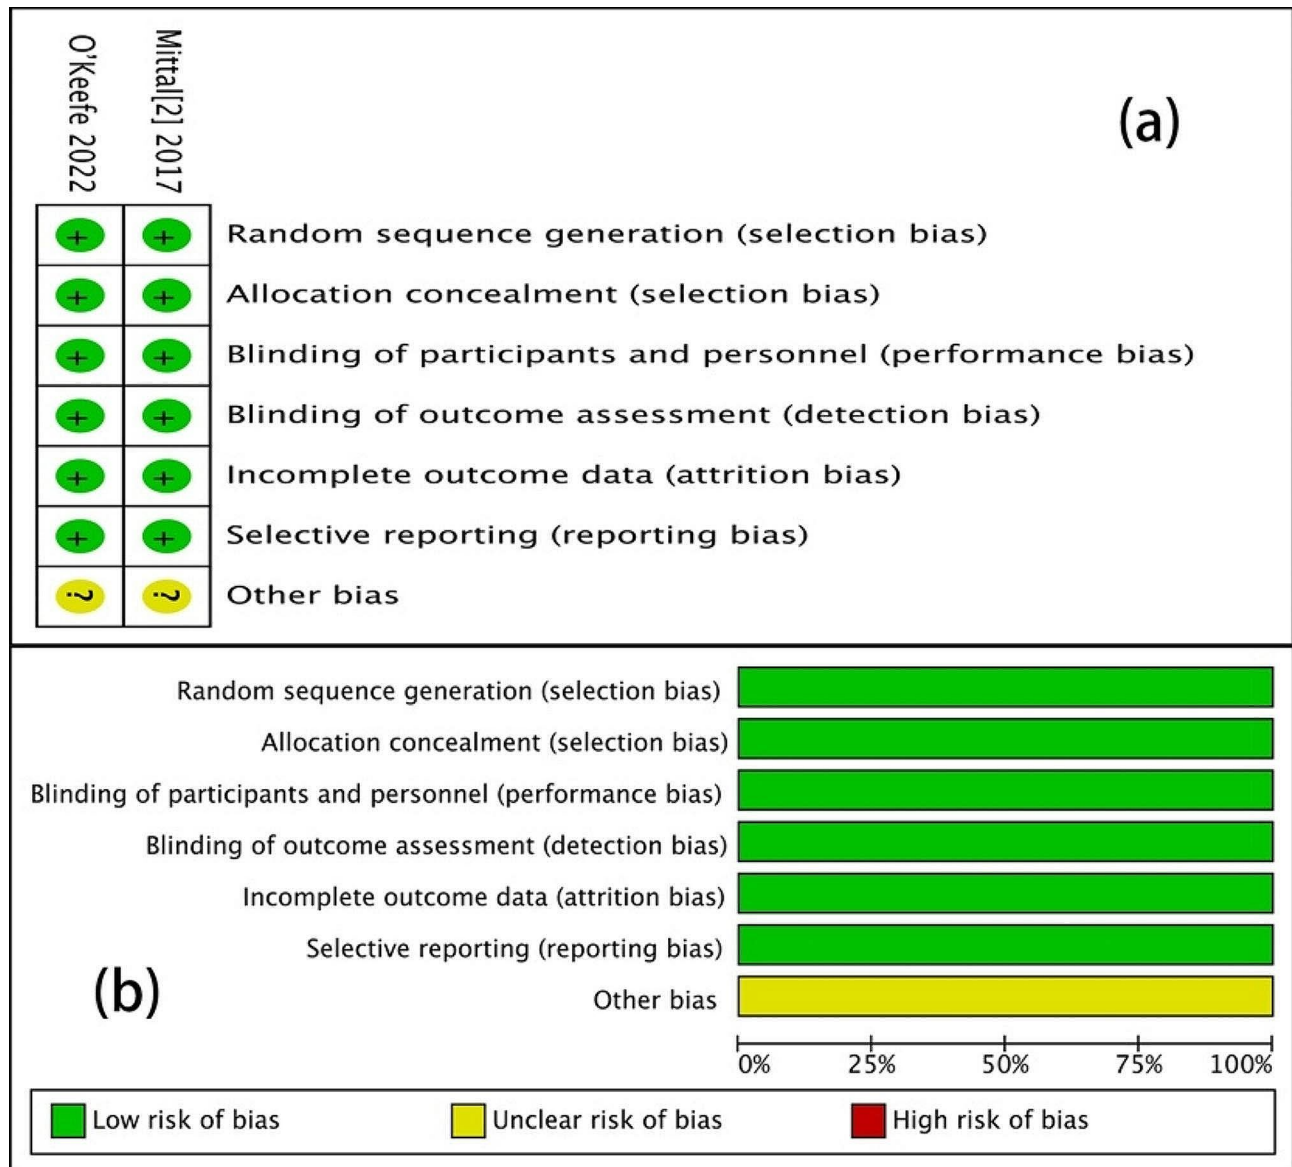 O'Keefe 2022
Mittal[2] 2017
(a)
+ + Random sequence generation (selection bias)
+ + Allocation concealment (selection bias)
+ + Blinding of participants and personnel (performance bias)
+ + Blinding of outcome assessment (detection bias)
+ + Incomplete outcome data (attrition bias)
+ + Selective reporting (reporting bias)
? ? Other bias
Random sequence generation (selection bias)
Allocation concealment (selection bias)
Blinding of participants and personnel (performance bias)
Blinding of outcome assessment (detection bias)
Incomplete outcome data (attrition bias)
Selective reporting (reporting bias)
(b)
Other bias
0% 25% 50% 75% 100%
Low risk of bias Unclear risk of bias High risk of bias